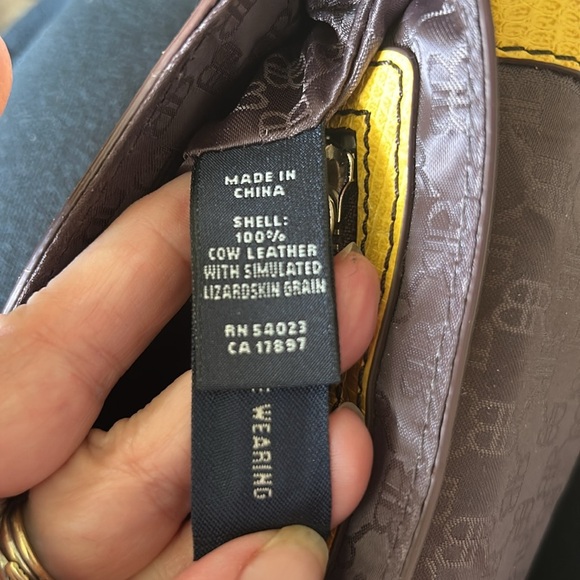 MADE IN
CHINA
SHELL:
100%
COW LEATHER
WITH SIMULATED
LIZARDSKIN GRAIN
RN 54023
CA 17897
WEARING